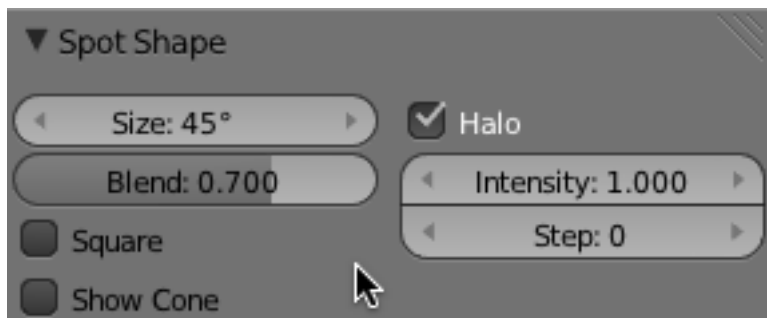 Spot Shape
Size: 45°
Halo
Blend: 0.700
Intensity: 1.000
Square
Step: 0
Show Cone